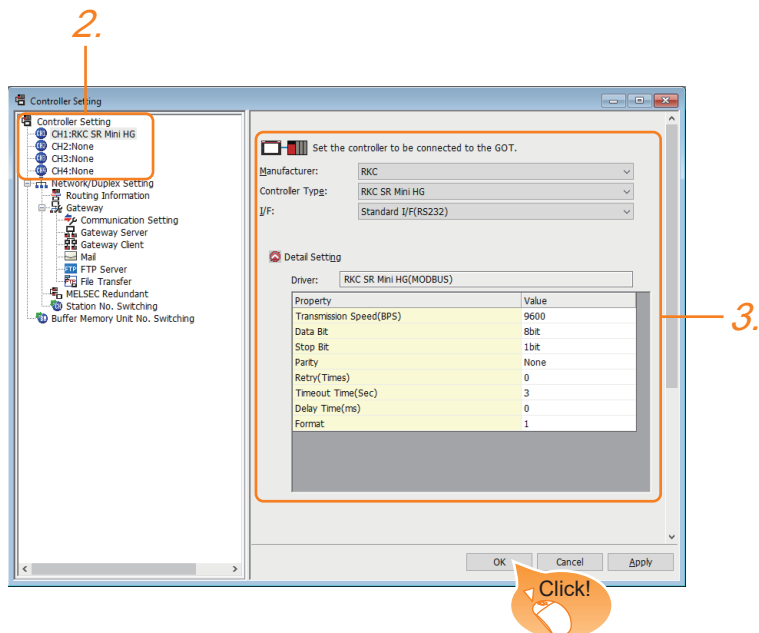 2.
Controller Setting
Controller Setting
CH1:RKC SR Mini HG
CH2:None
CH3:None
CH4:None
Network/Duplex Setting
Routing Information
Gateway
Communication Setting
Gateway Server
Gateway Client
Mail
FTP FTP Server
File Transfer
MELSEC Redundant
Station No. Switching
Buffer Memory Unit No. Switching
Set the controller to be connected to the GOT.
Manufacturer: RKC
Controller Type: RKC SR Mini HG
I/F: Standard I/F(RS232)
Detail Setting
Driver: RKC SR Mini HG(MODBUS)
Property Value
Transmission Speed(BPS) 9600
Data Bit 8bit
Stop Bit 1bit
Parity None
Retry(Times) 0
Timeout Time(Sec) 3
Delay Time(ms) 0
Format 1
3.
OK Cancel Apply
Click!